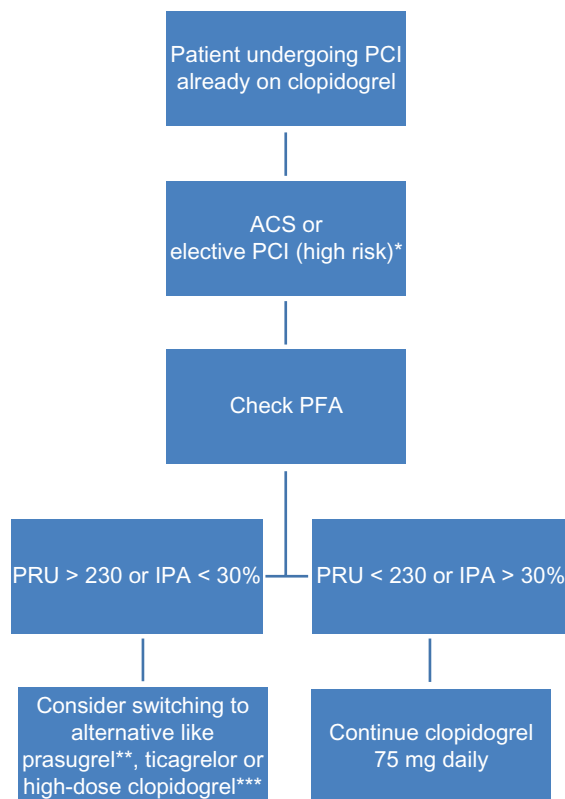 Patient undergoing PCI
already on clopidogrel
ACS or
elective PCI (high risk)*
Check PFA
PRU > 230 or IPA < 30%
PRU < 230 or IPA > 30%
Consider switching to
alternative like
prasugrel**, ticagrelor or
high-dose clopidogrel***
Continue clopidogrel
75 mg daily